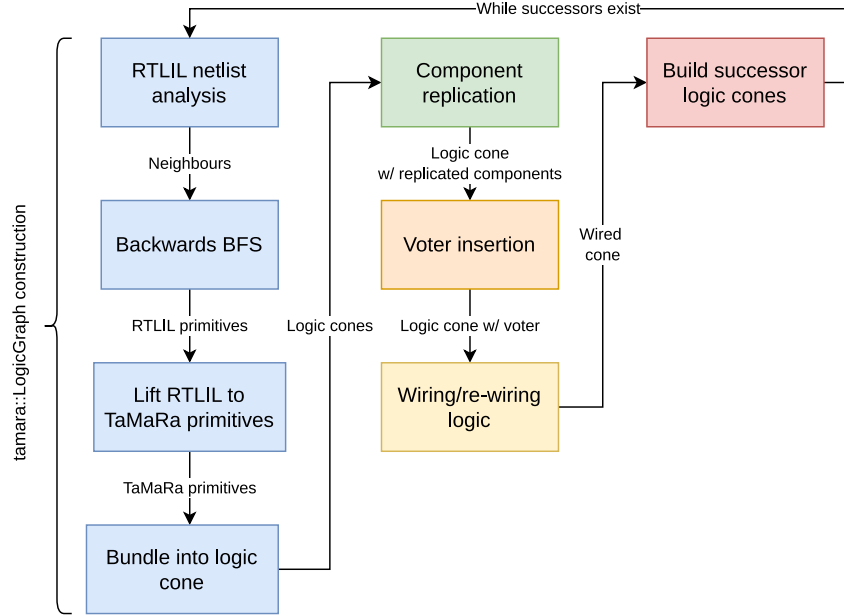 While successors exist
RTLIL netlist
analysis
Neighbours
Backwards BFS
RTLIL primitives
Lift RTLIL to
TaMaRa primitives
TaMaRa primitives
Bundle into logic
cone
tamara::LogicGraph construction
Logic cones
Component
replication
Logic cone
w/ replicated components
Voter insertion
Logic cone w/ voter
Wiring/re-wiring
logic
Wired
cone
Build successor
logic cones